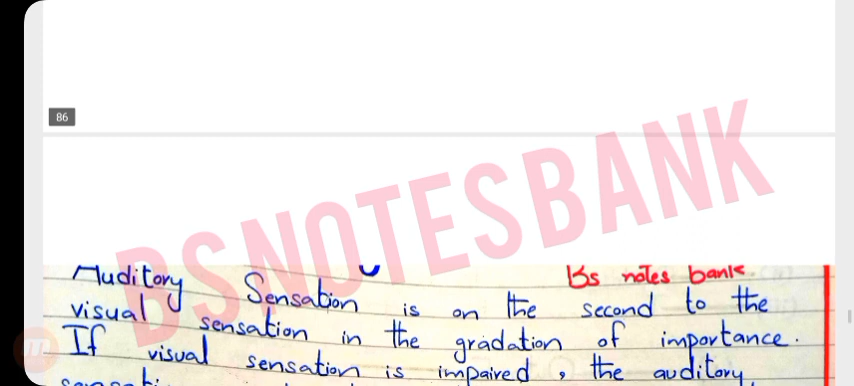 86
BSNOTESBANK
Bs notes bank
Auditory Sensation is on the second to the
visual sensation in the gradation of importance.
If visual sensation is impaired, the auditory